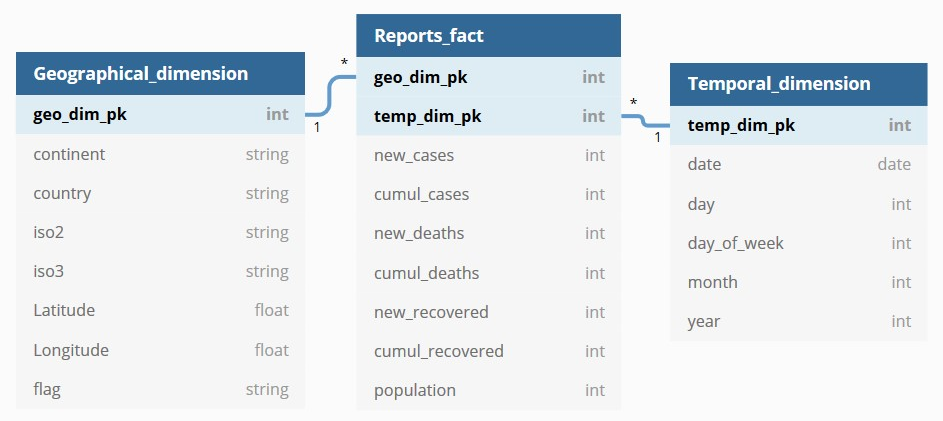 Geographical_dimension
geo_dim_pk int
continent string
country string
iso2 string
iso3 string
Latitude float
Longitude float
flag string
1
*
Reports_fact
geo_dim_pk int
temp_dim_pk int
new_cases int
cumul_cases int
new_deaths int
cumul_deaths int
new_recovered int
cumul_recovered int
population int
*
1
Temporal_dimension
temp_dim_pk int
date date
day int
day_of_week int
month int
year int